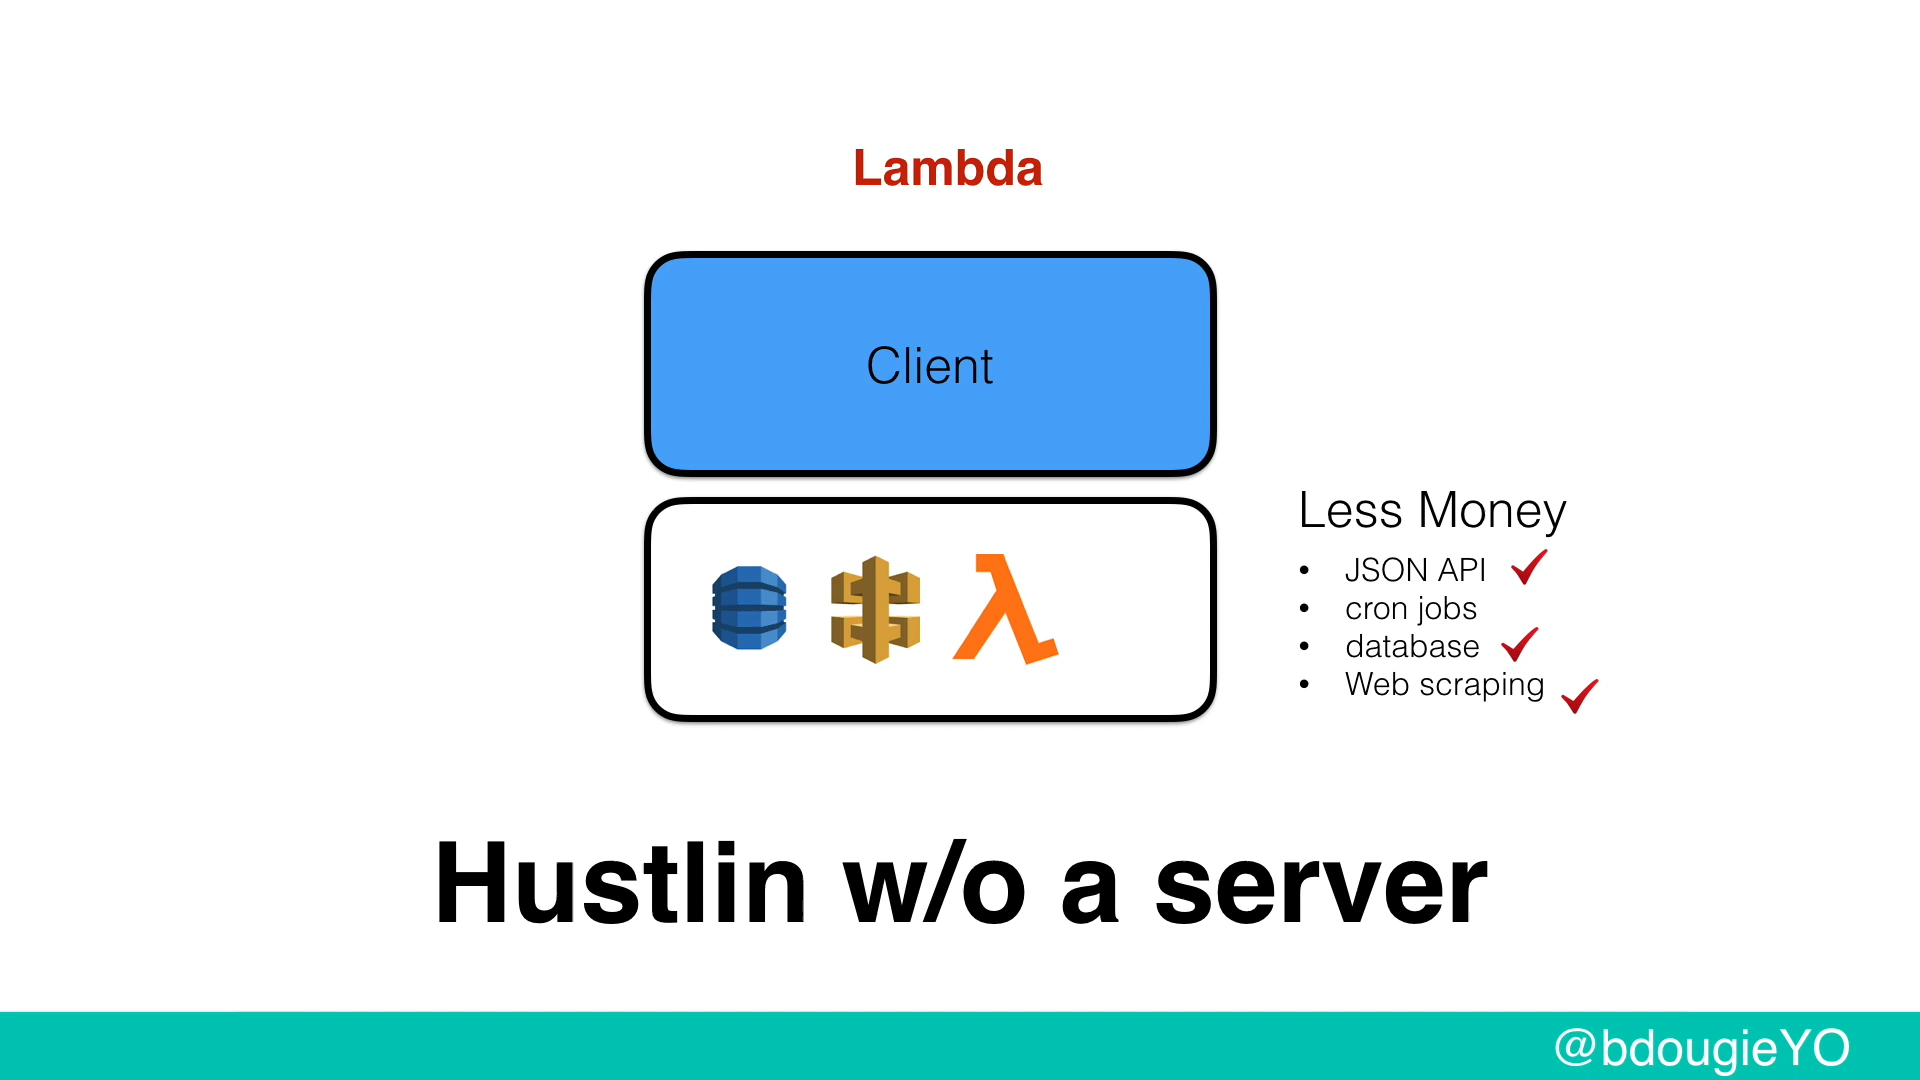 Lambda
Client
Less Money
• JSON API
• cron jobs
• database
• Web scraping
Hustlin w/o a server
@bdougieYO